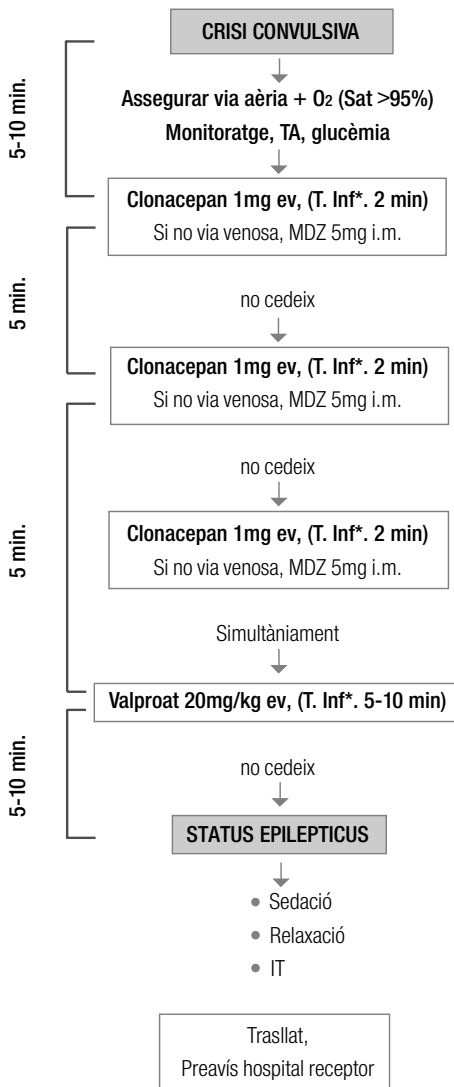 CRISI CONVULSIVA
5-10 min.
Assegurar via aèria + O2 (Sat >95%)
Monitoratge, TA, glucèmia
Clonacepan 1mg ev, (T. Inf*. 2 min)
Si no via venosa, MDZ 5mg i.m.
5 min.
no cedeix
Clonacepan 1mg ev, (T. Inf*. 2 min)
Si no via venosa, MDZ 5mg i.m.
5 min.
no cedeix
Clonacepan 1mg ev, (T. Inf*. 2 min)
Si no via venosa, MDZ 5mg i.m.
Simultàniament
Valproat 20mg/kg ev, (T. Inf*. 5-10 min)
5-10 min.
no cedeix
STATUS EPILEPTICUS
• Sedació
• Relaxació
• IT
Trasllat,
Preavís hospital receptor